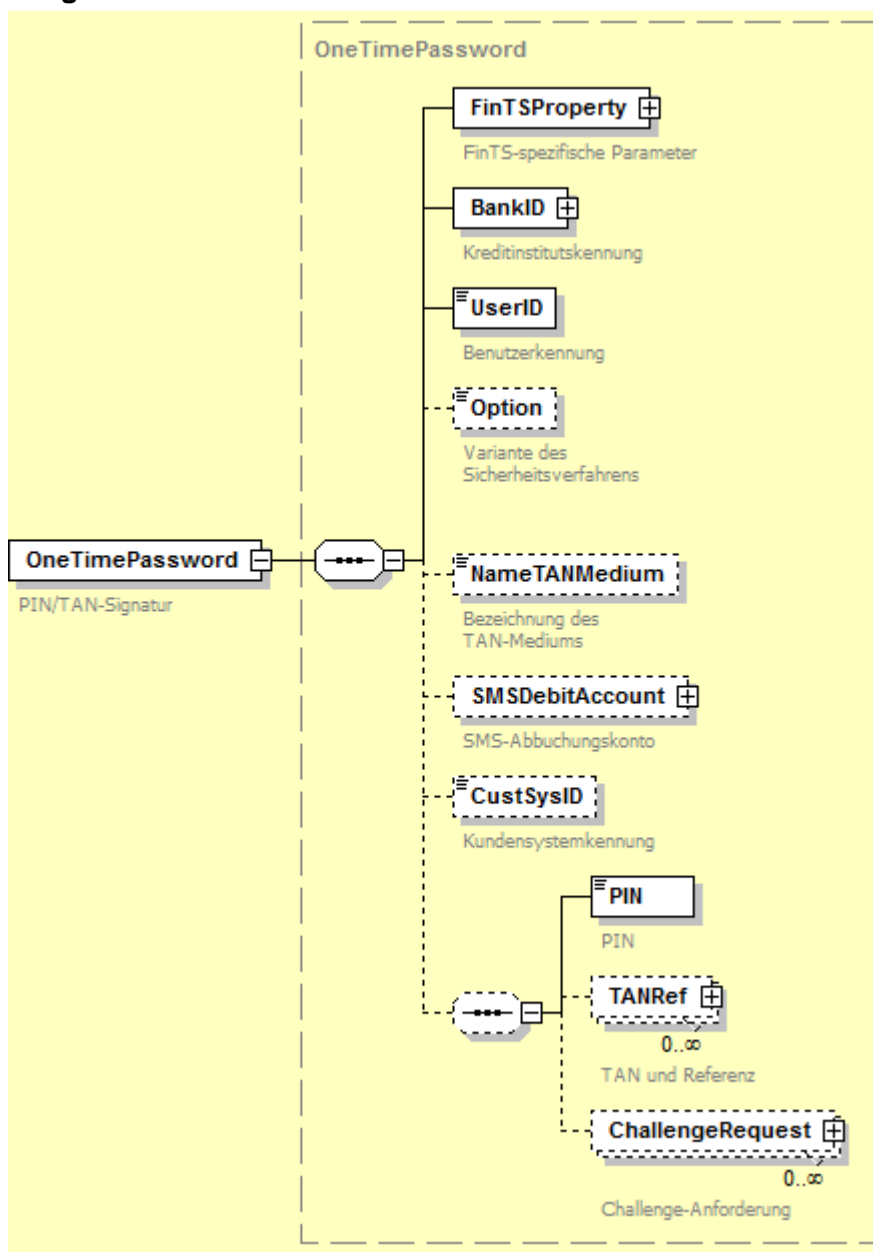 OneTimePassword
FinTSProperty
FinTS-spezifische Parameter
BankID
Kreditinstitutskennung
UserID
Benutzerkennung
Option
Variante des
Sicherheitsverfahrens
OneTimePassword
PIN/TAN-Signatur
NameTANMedium
Bezeichnung des
TAN-Mediums
SMSDebitAccount
SMS-Abbuchungskonto
CustSysID
Kundensystemkennung
PIN
PIN
TANRef
0..∞
TAN und Referenz
ChallengeRequest
0..∞
Challenge-Anforderung